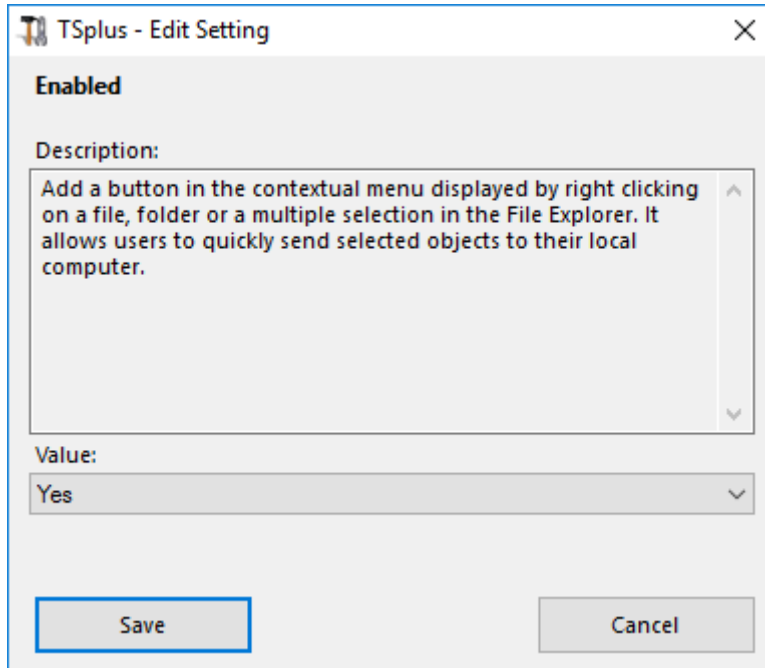 TSplus - Edit Setting
Enabled
Description:
Add a button in the contextual menu displayed by right clicking
on a file, folder or a multiple selection in the File Explorer. It
allows users to quickly send selected objects to their local
computer.
Value:
Yes
Save
Cancel